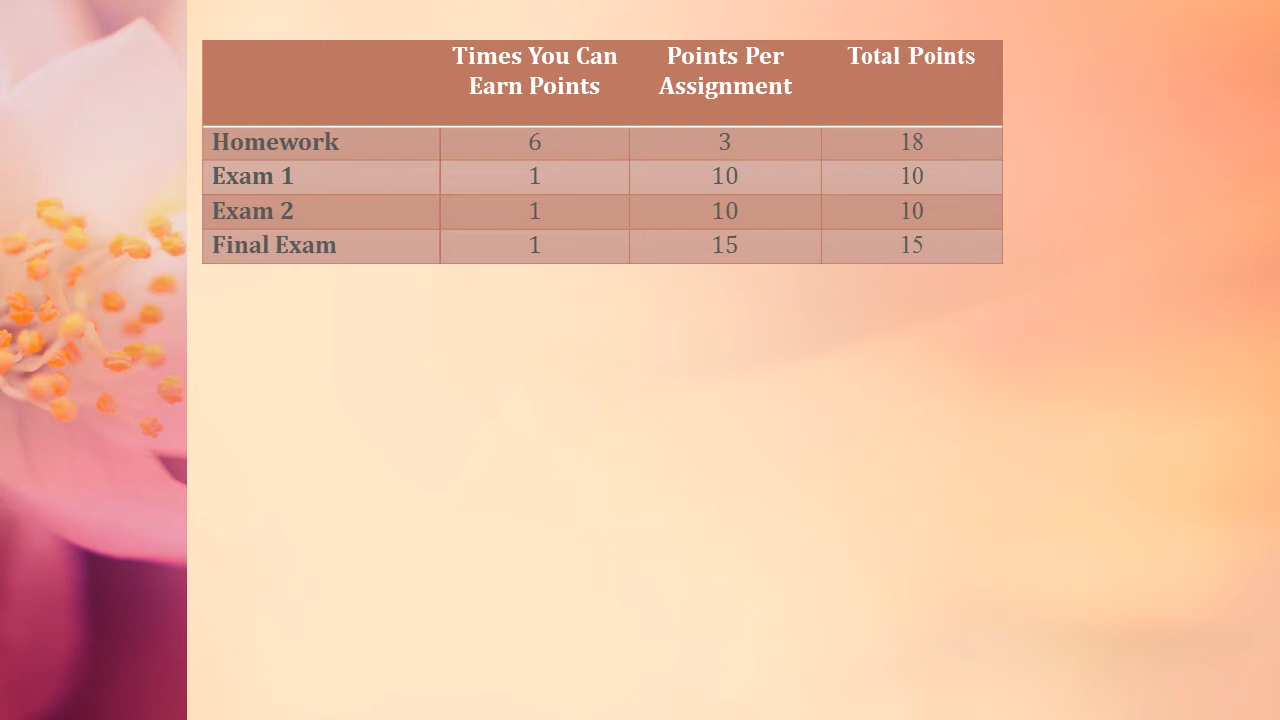 Times You Can Earn Points | Points Per Assignment | Total Points
Homework 6 3 18
Exam 1 1 10 10
Exam 2 1 10 10
Final Exam 1 15 15